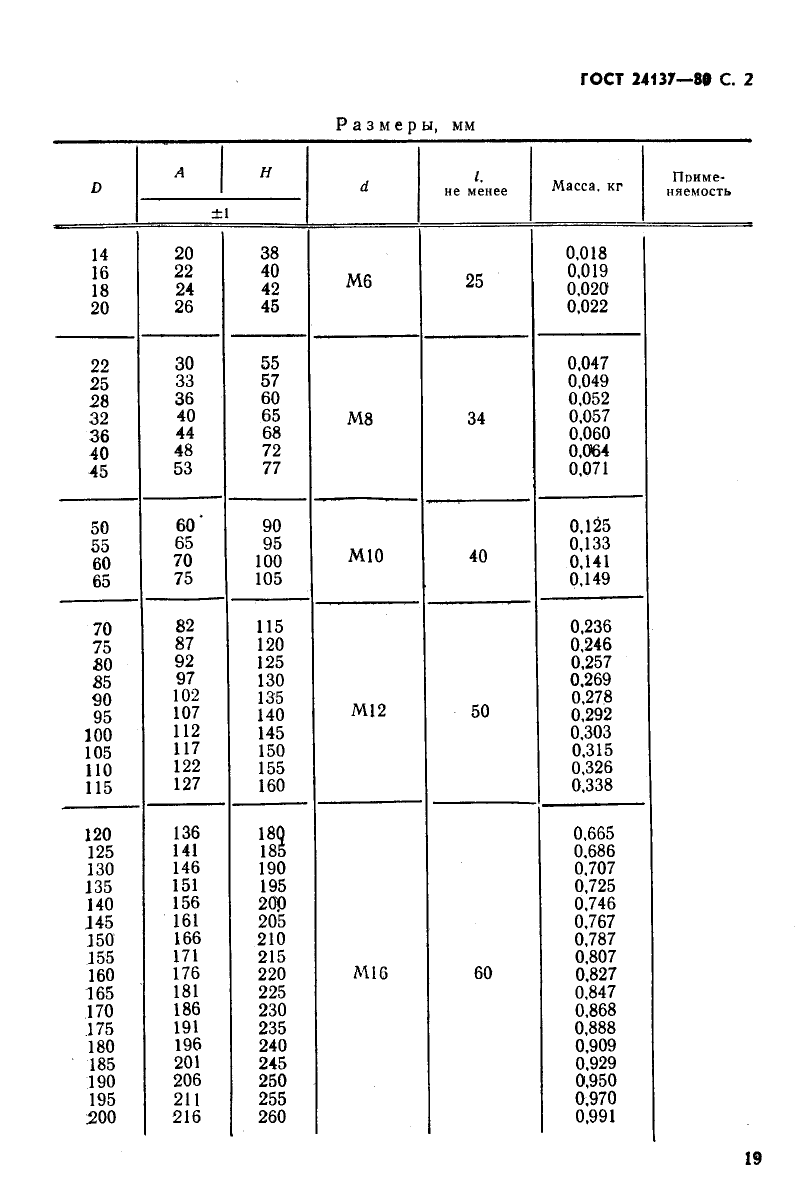 ГОСТ 24137—80 С. 2
Размеры, мм
D A H d l, не менее Масса, кг Приме-няемость
±1
14 20 38 М6 25 0,018
16 22 40 0,019
18 24 42 0,020
20 26 45 0,022
22 30 55 М8 34 0,047
25 33 57 0,049
28 36 60 0,052
32 40 65 0,057
36 44 68 0,060
40 48 72 0,064
45 53 77 0,071
50 60 90 М10 40 0,125
55 65 95 0,133
60 70 100 0,141
65 75 105 0,149
70 82 115 М12 50 0,236
75 87 120 0,246
80 92 125 0,257
85 97 130 0,269
90 102 135 0,278
95 107 140 0,292
100 112 145 0,303
105 117 150 0,315
110 122 155 0,326
115 127 160 0,338
120 136 180 М16 60 0,665
125 141 185 0,686
130 146 190 0,707
135 151 195 0,725
140 156 200 0,746
145 161 205 0,767
150 166 210 0,787
155 171 215 0,807
160 176 220 0,827
165 181 225 0,847
170 186 230 0,868
175 191 235 0,888
180 196 240 0,909
185 201 245 0,929
190 206 250 0,950
195 211 255 0,970
200 216 260 0,991
19